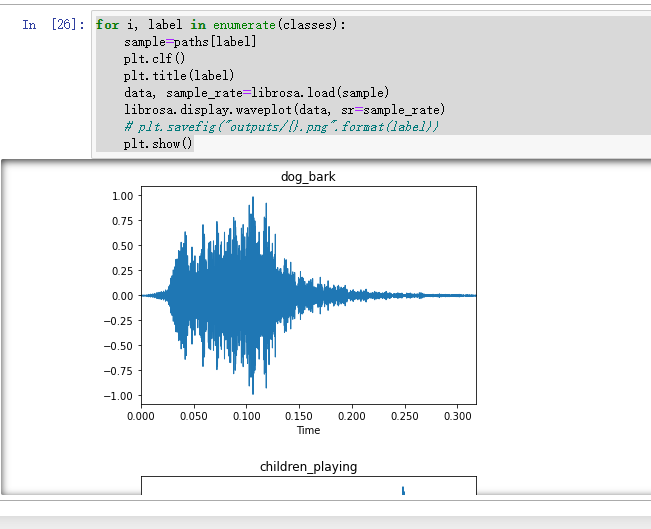 In [26]: for i, label in enumerate(classes):
sample=paths[label]
plt.clf()
plt.title(label)
data, sample_rate=librosa.load(sample)
librosa.display.waveplot(data, sr=sample_rate)
# plt.savefig("outputs/{}.png".format(label))
plt.show()
dog_bark
1.00
0.75
0.50
0.25
0.00
−0.25
−0.50
−0.75
−1.00
0.000 0.050 0.100 0.150 0.200 0.250 0.300
Time
children_playing